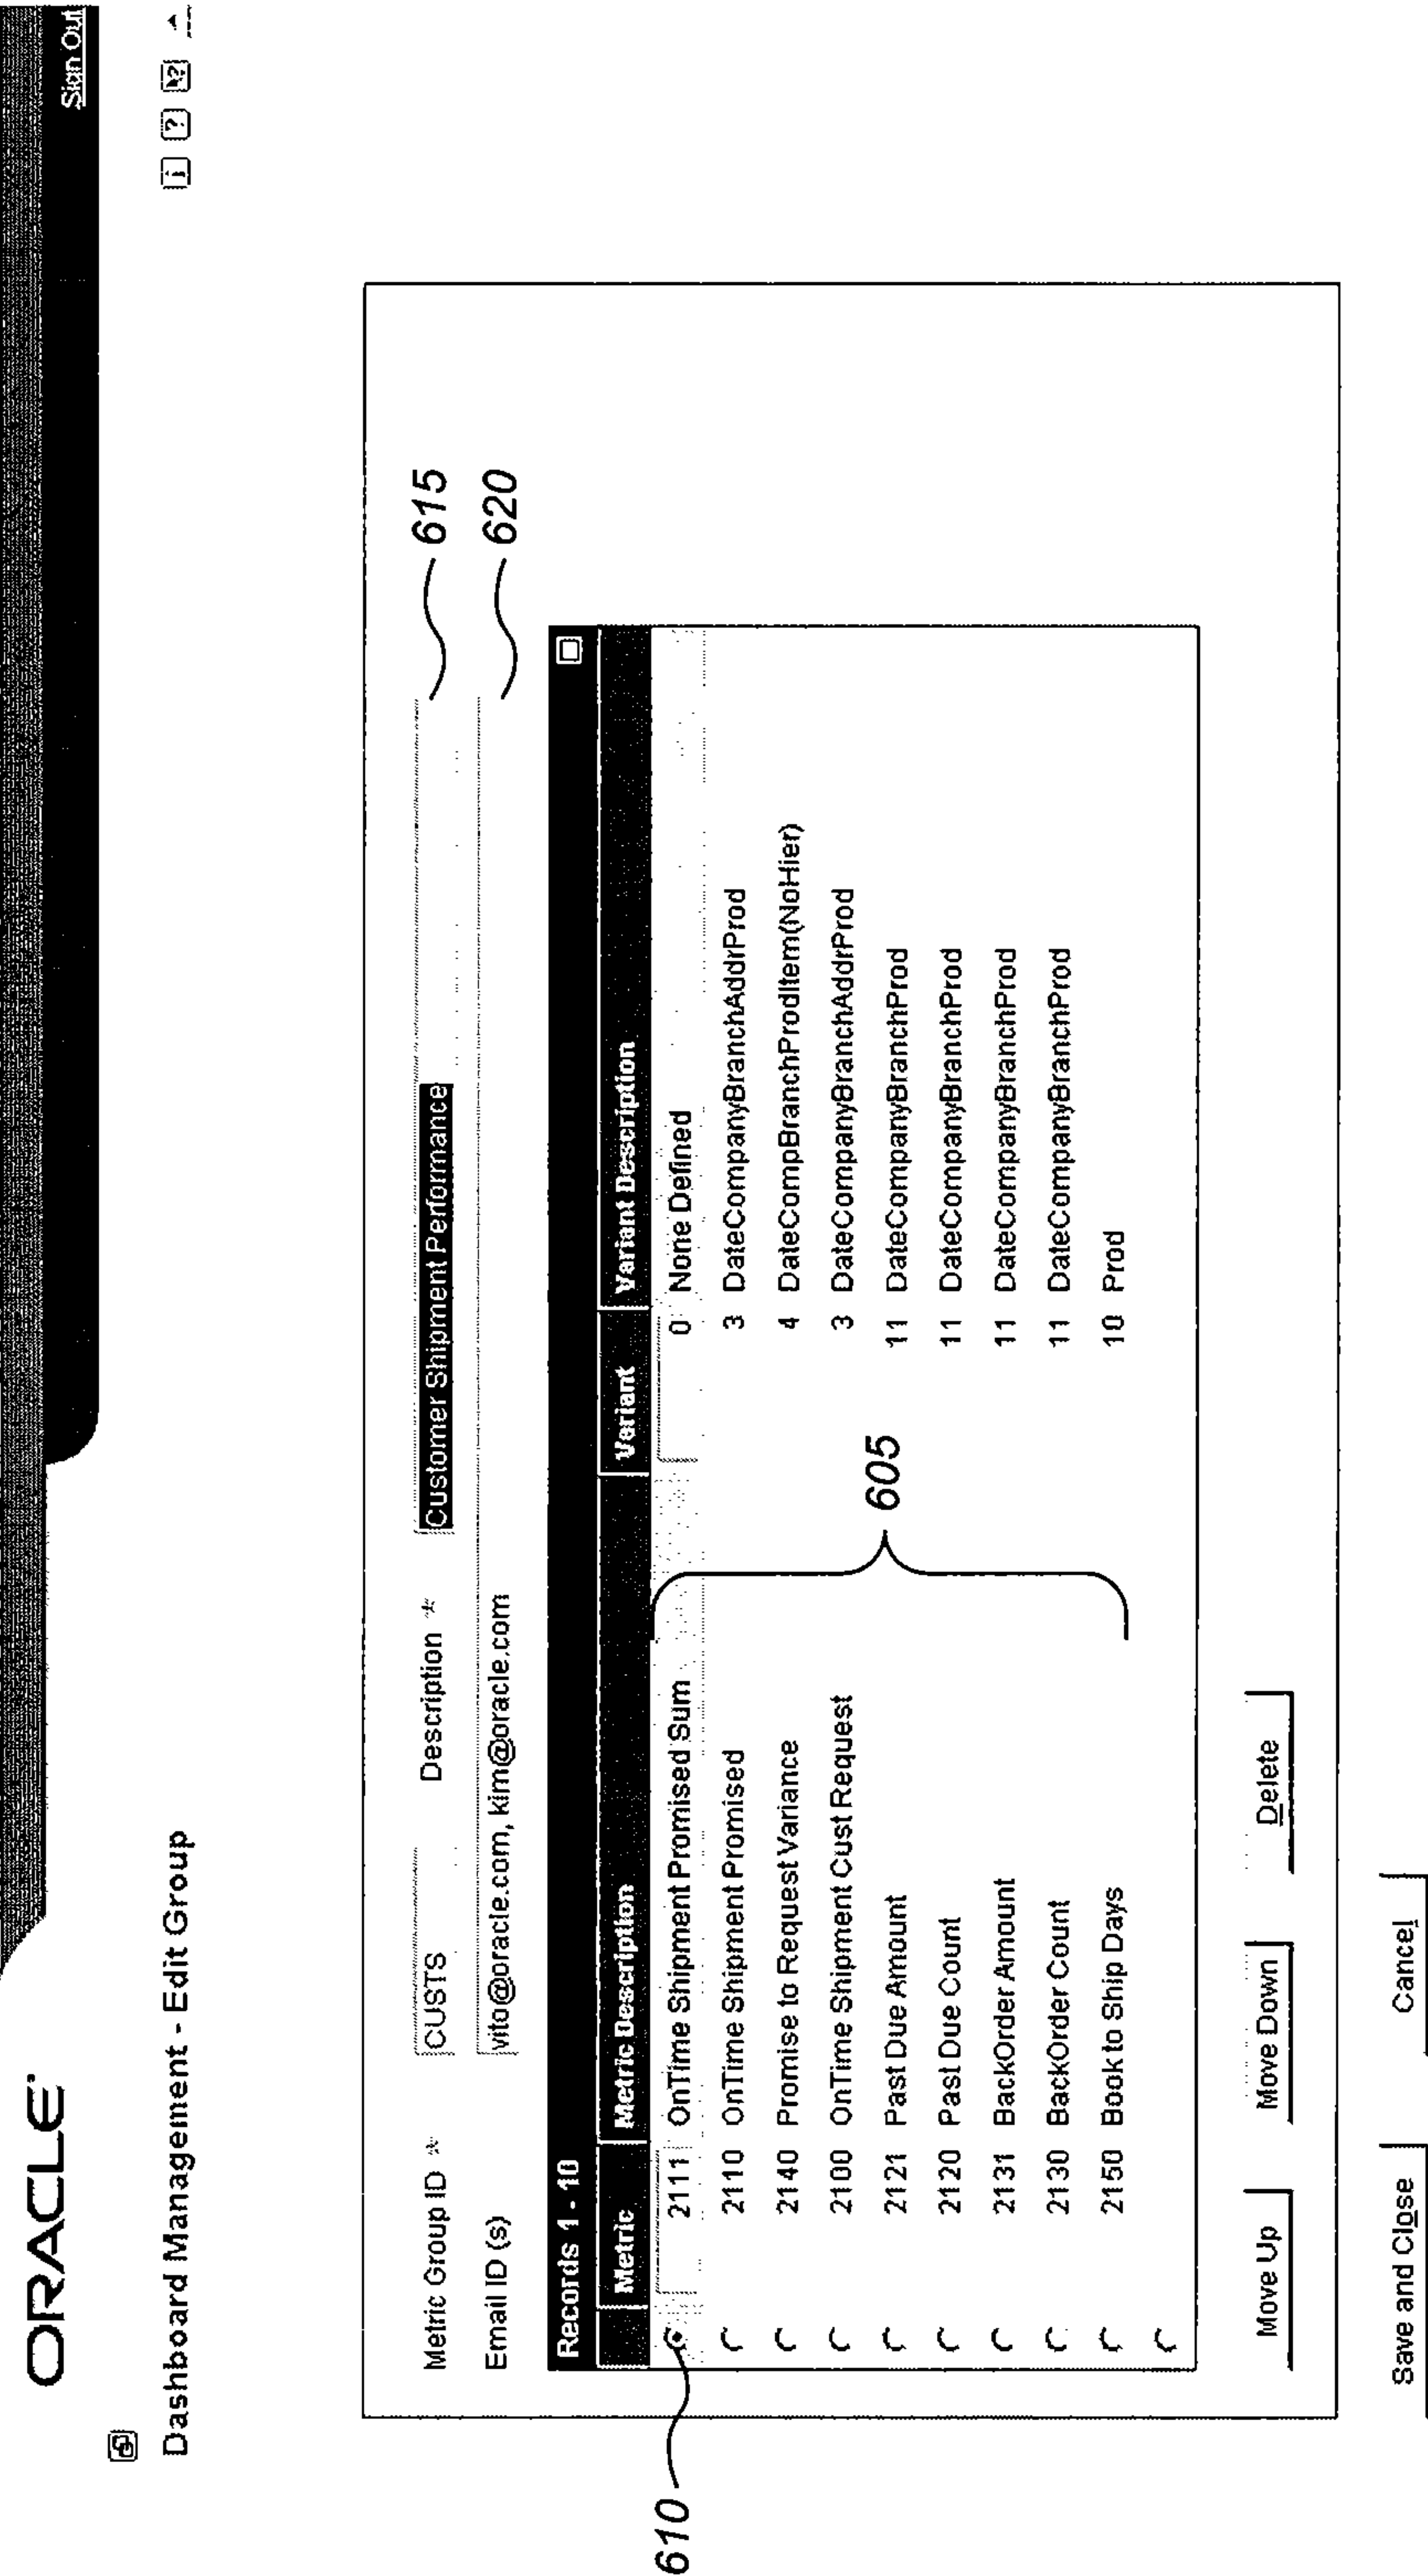 ORACLE
Sign Out
Dashboard Management - Edit Group
Metric Group ID * CUSTS Description * Customer Shipment Performance 615
Email ID (s) vito@oracle.com, kim@oracle.com 620
Records 1 - 10
Metric Metric Description Variant Variant Description
610 2111 OnTime Shipment Promised Sum 0 None Defined
2110 OnTime Shipment Promised 3 DateCompanyBranchAddrProd
2140 Promise to Request Variance 4 DateCompBranchProdItem(NoHier)
2100 OnTime Shipment Cust Request 3 DateCompanyBranchAddrProd
2121 Past Due Amount 605 11 DateCompanyBranchProd
2120 Past Due Count 11 DateCompanyBranchProd
2131 BackOrder Amount 11 DateCompanyBranchProd
2130 BackOrder Count 11 DateCompanyBranchProd
2150 Book to Ship Days 10 Prod
Move Up Move Down Delete
Save and Close Cancel